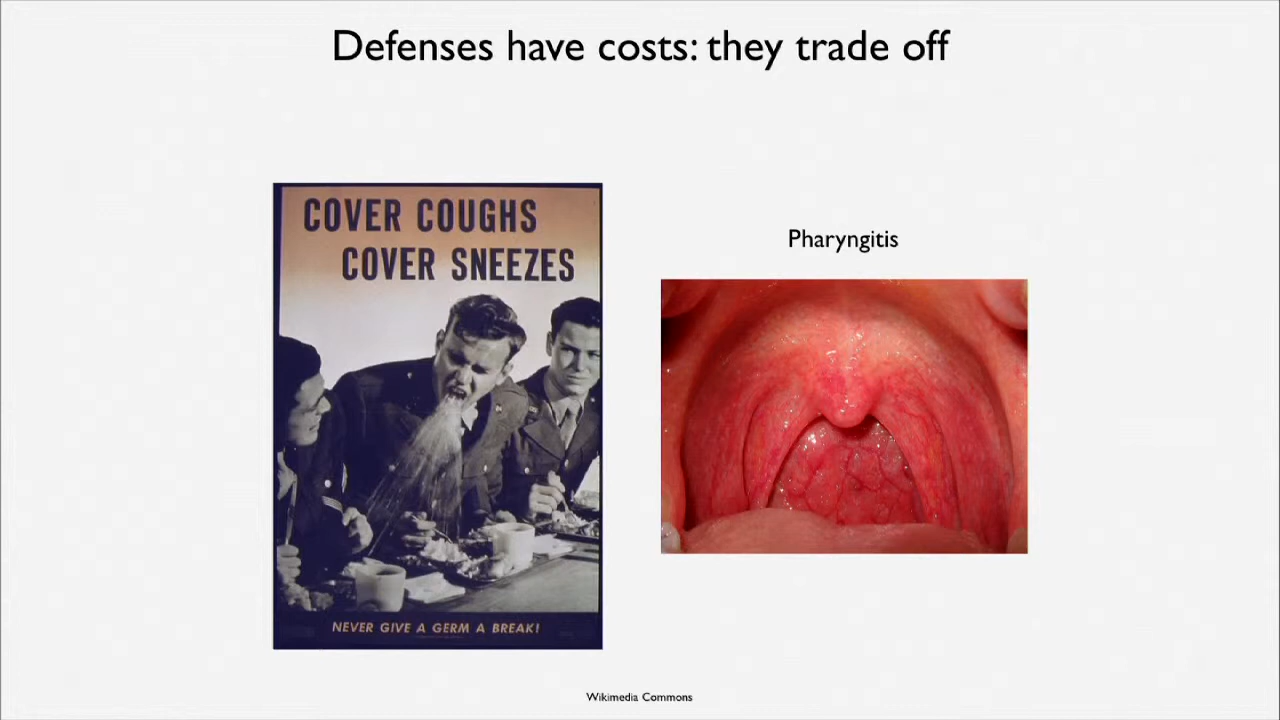 Defenses have costs: they trade off
COVER COUGHS
COVER SNEEZES
NEVER GIVE A GERM A BREAK!
Pharyngitis
Wikimedia Commons